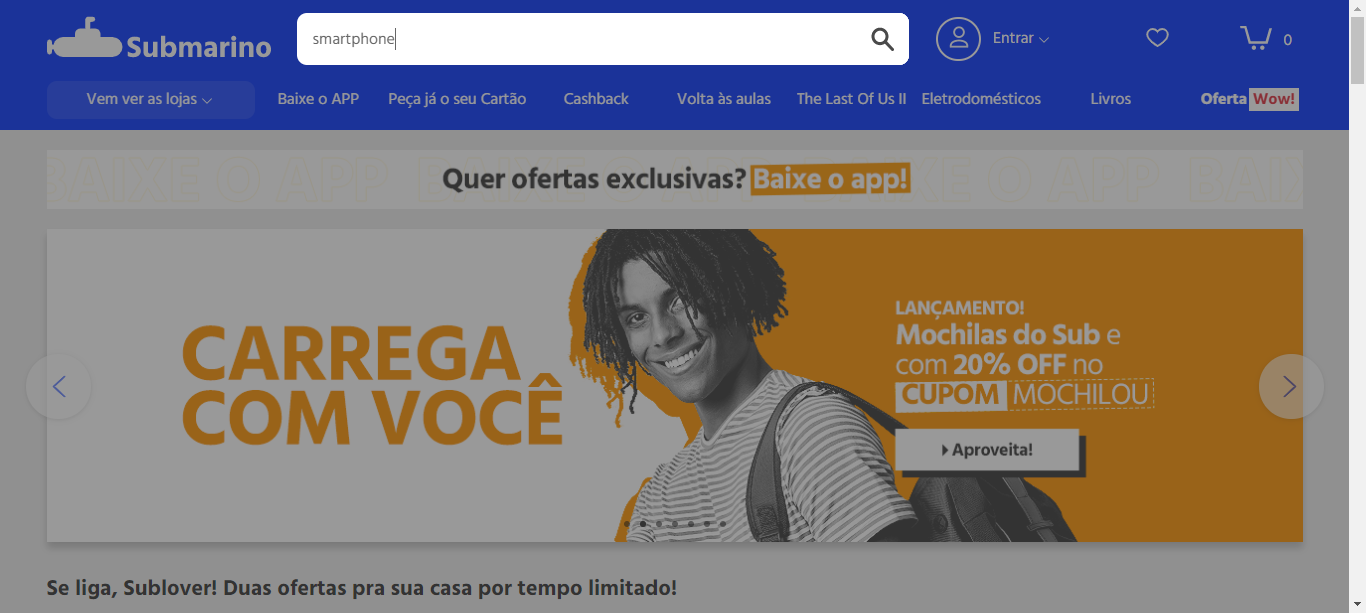 Submarino
smartphone
Entrar
0
Vem ver as lojas
Baixe o APP
Peça já o seu Cartão
Cashback
Volta às aulas
The Last Of Us II
Eletrodomésticos
Livros
Oferta Wow!
BAIXE O APP BAIXE O APP BAIXE O APP BAIX
Quer ofertas exclusivas? Baixe o app!
CARREGA
COM VOCÊ
LANÇAMENTO!
Mochilas do Sub e
com 20% OFF no
CUPOM MOCHILOU
Aproveita!
Se liga, Sublover! Duas ofertas pra sua casa por tempo limitado!